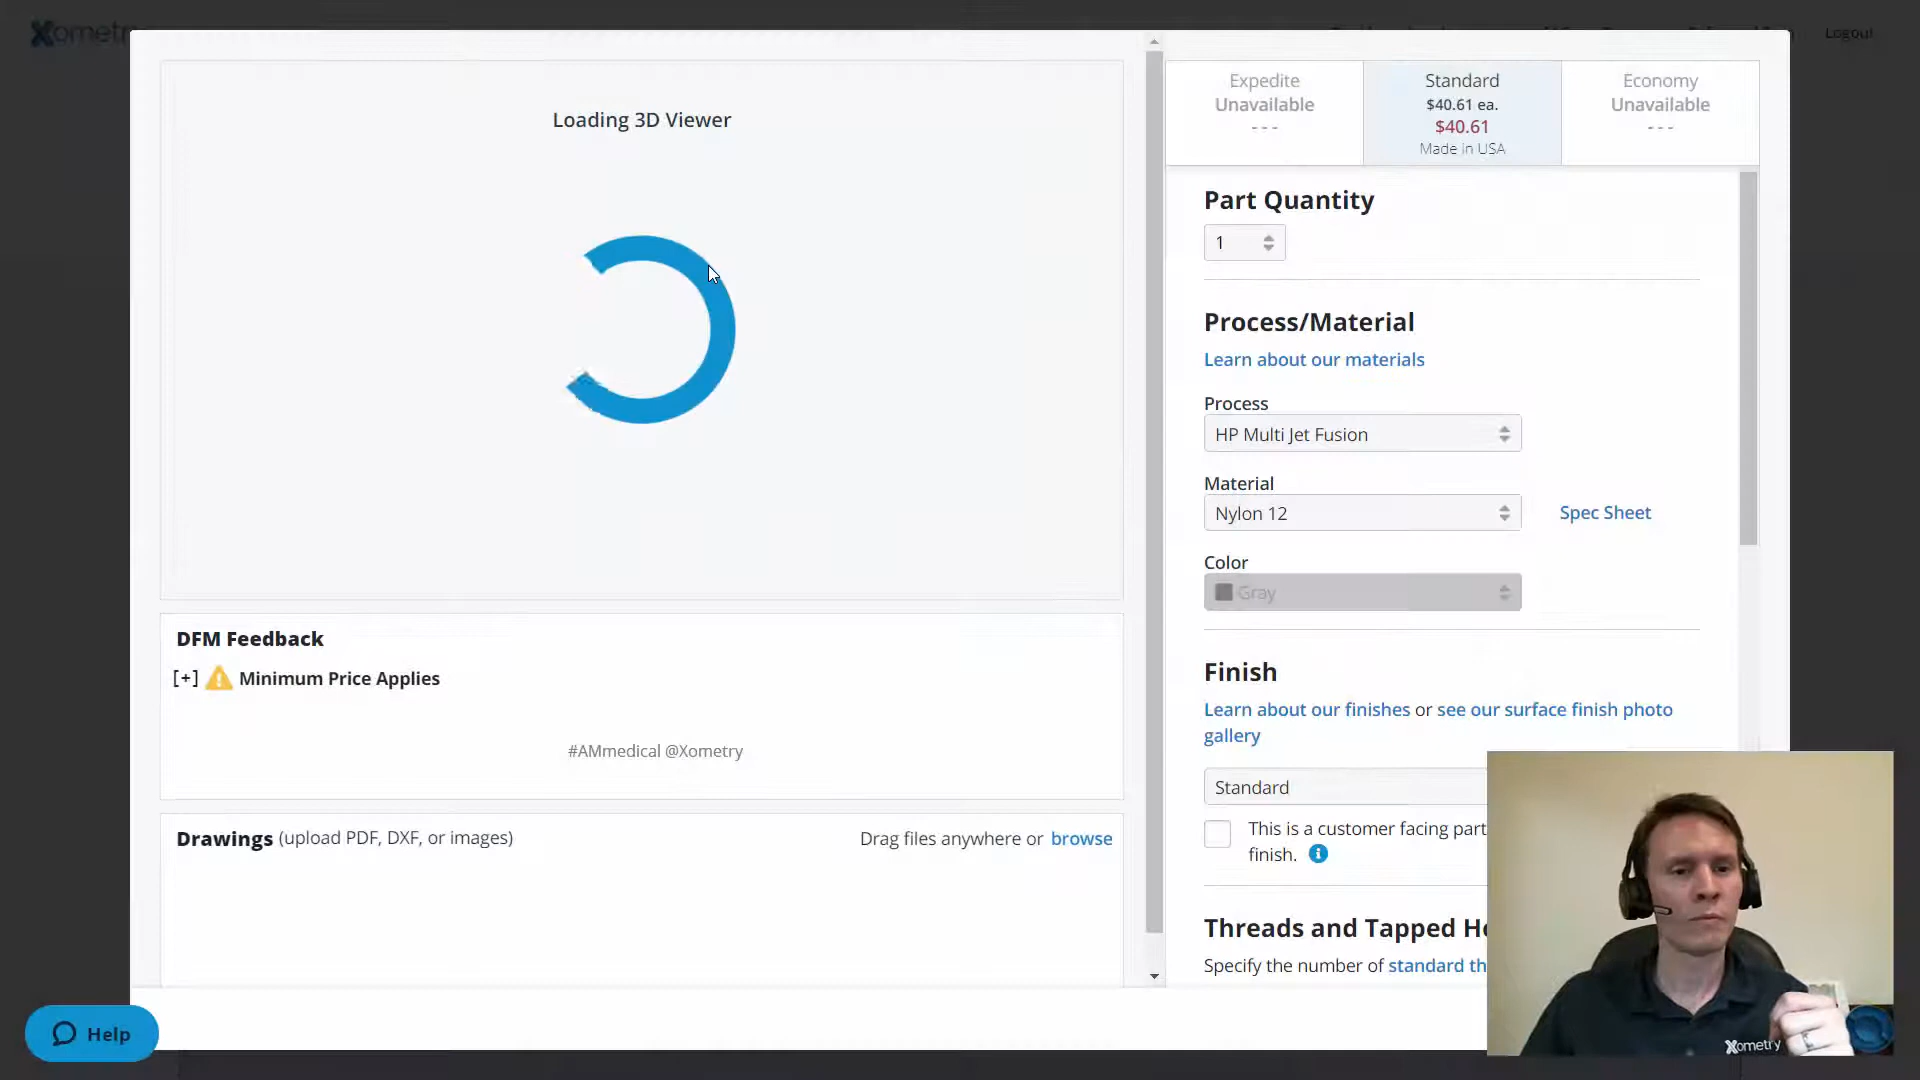 Xometry
Logout
Loading 3D Viewer
Expedite
Unavailable
---
Standard
$40.61 ea.
$40.61
Made in USA
Economy
Unavailable
---
Part Quantity
1
Process/Material
Learn about our materials
Process
HP Multi Jet Fusion
Material
Nylon 12
Spec Sheet
Color
Gray
Finish
Learn about our finishes or see our surface finish photo
gallery
Standard
This is a customer facing part
finish.
Threads and Tapped Ho
Specify the number of standard th
DFM Feedback
[+] Minimum Price Applies
#AMmedical @Xometry
Drawings (upload PDF, DXF, or images)
Drag files anywhere or browse
Help
Xometry